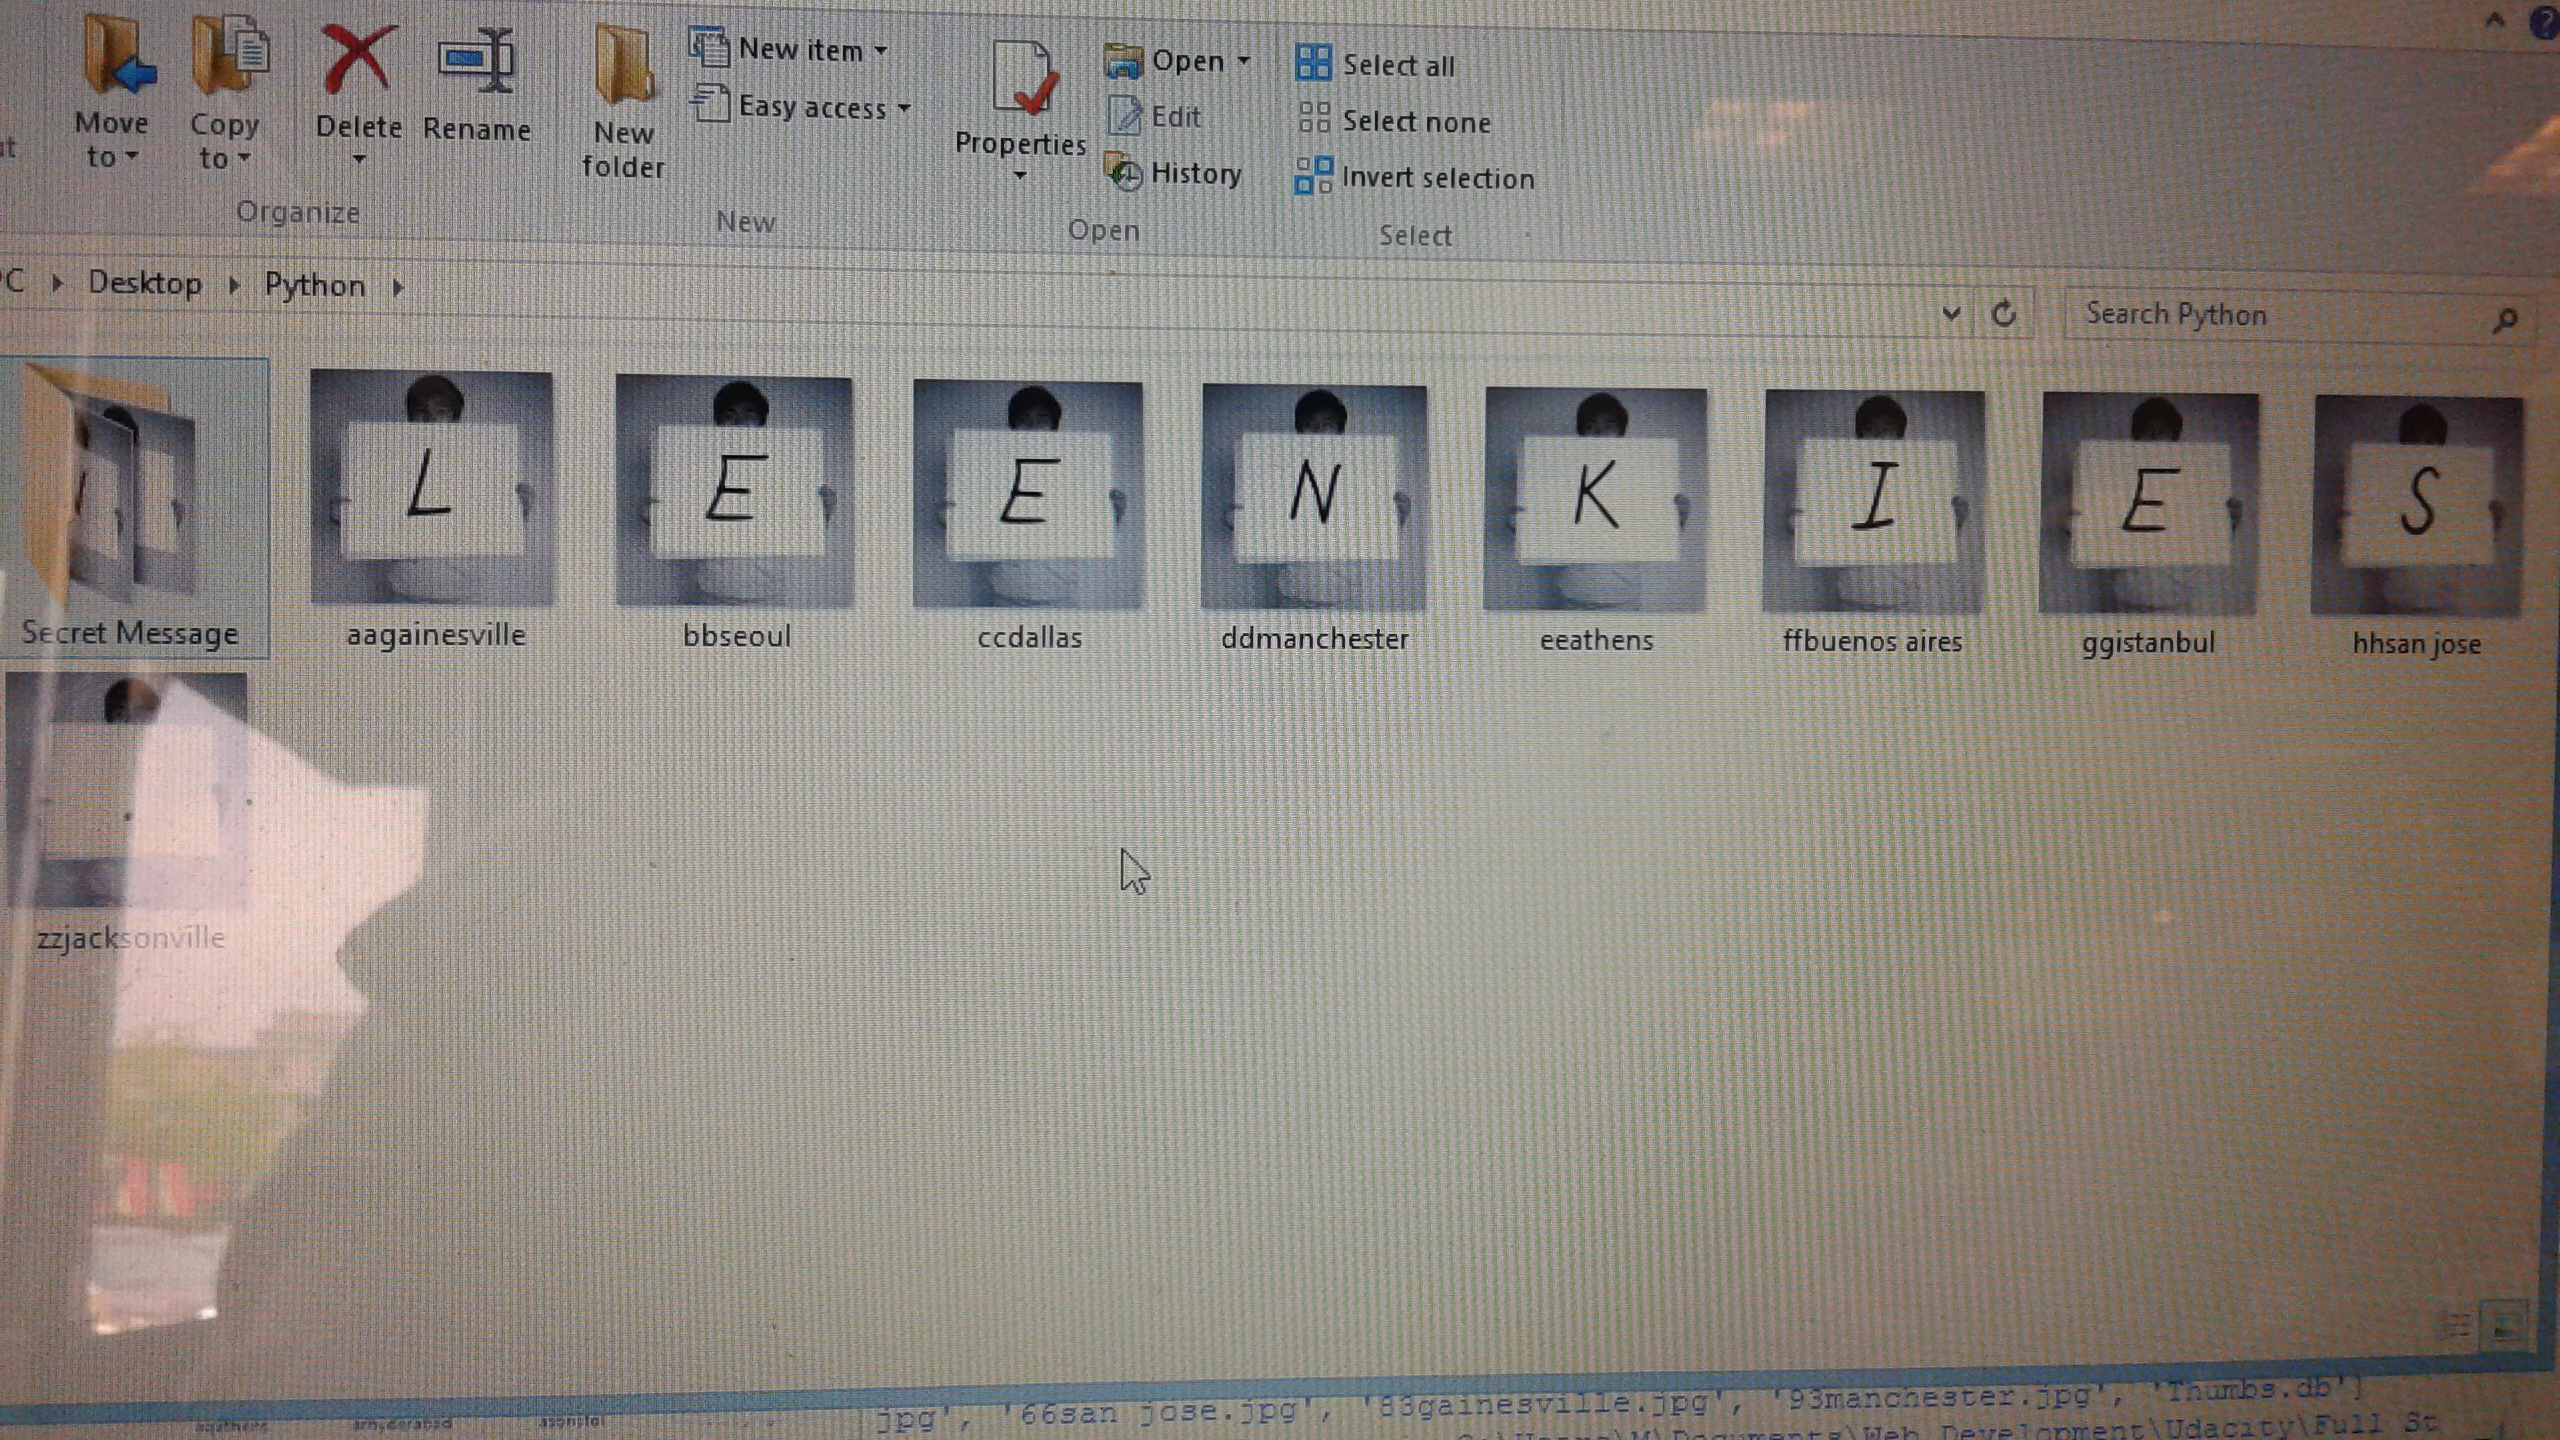 Move to
Copy to
Delete
Rename
New folder
New item
Easy access
Properties
Open
Edit
History
Select all
Select none
Invert selection
Organize
New
Open
Select
Desktop
Python
Search Python
L
E
E
N
K
I
E
S
Secret Message
aagainesville
bbseoul
ccdallas
ddmanchester
eeathens
ffbuenos aires
ggistanbul
hhsan jose
zzjacksonville
jpg', '66san jose.jpg', '83gainesville.jpg', '93manchester.jpg', 'Thumbs.db']
C:\Users\M\Documents\Web Development\Udacity\Full St